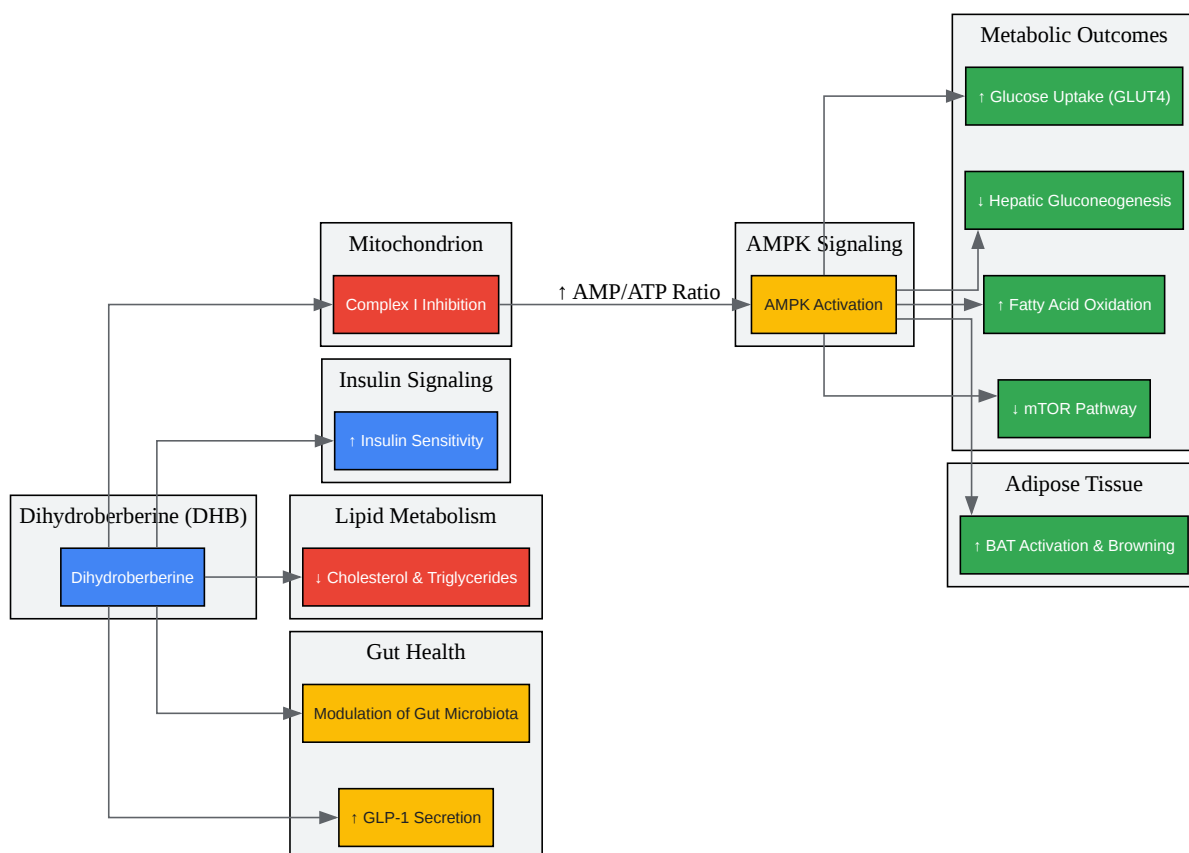 Metabolic Outcomes
↑ Glucose Uptake (GLUT4)
↓ Hepatic Gluconeogenesis
Mitochondrion
AMPK Signaling
Complex I Inhibition
↑ AMP/ATP Ratio
AMPK Activation
↑ Fatty Acid Oxidation
Insulin Signaling
↑ Insulin Sensitivity
↓ mTOR Pathway
Adipose Tissue
↑ BAT Activation & Browning
Dihydroberberine (DHB)
Dihydroberberine
Lipid Metabolism
↓ Cholesterol & Triglycerides
Gut Health
Modulation of Gut Microbiota
↑ GLP-1 Secretion